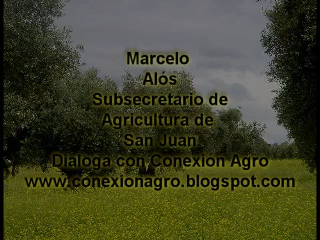 Marcelo
Alós
Subsecretario de
Agricultura de
San Juan
Dialoga con Conexion Agro
www.conexionagro.blogspot.com